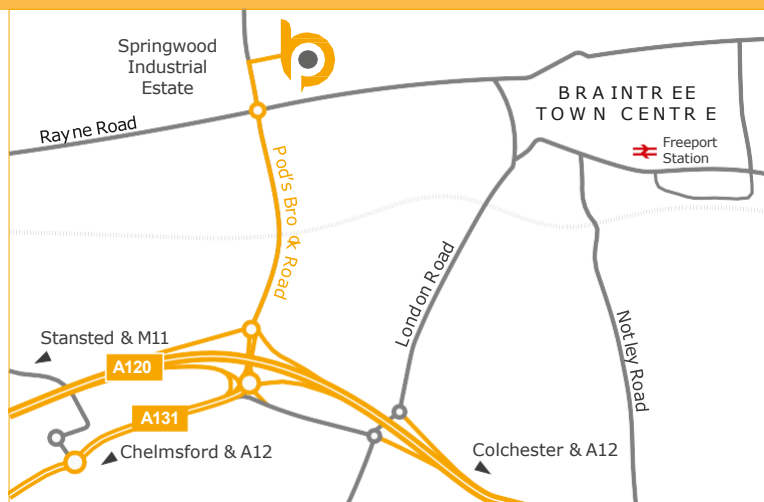 Springwood
Industrial
Estate
BRAINTREE
TOWN CENTRE
Rayne Road
Freeport
Station
Pod's Brook Road
London Road
Notley Road
Stansted & M11
A120
A131
Chelmsford & A12
Colchester & A12